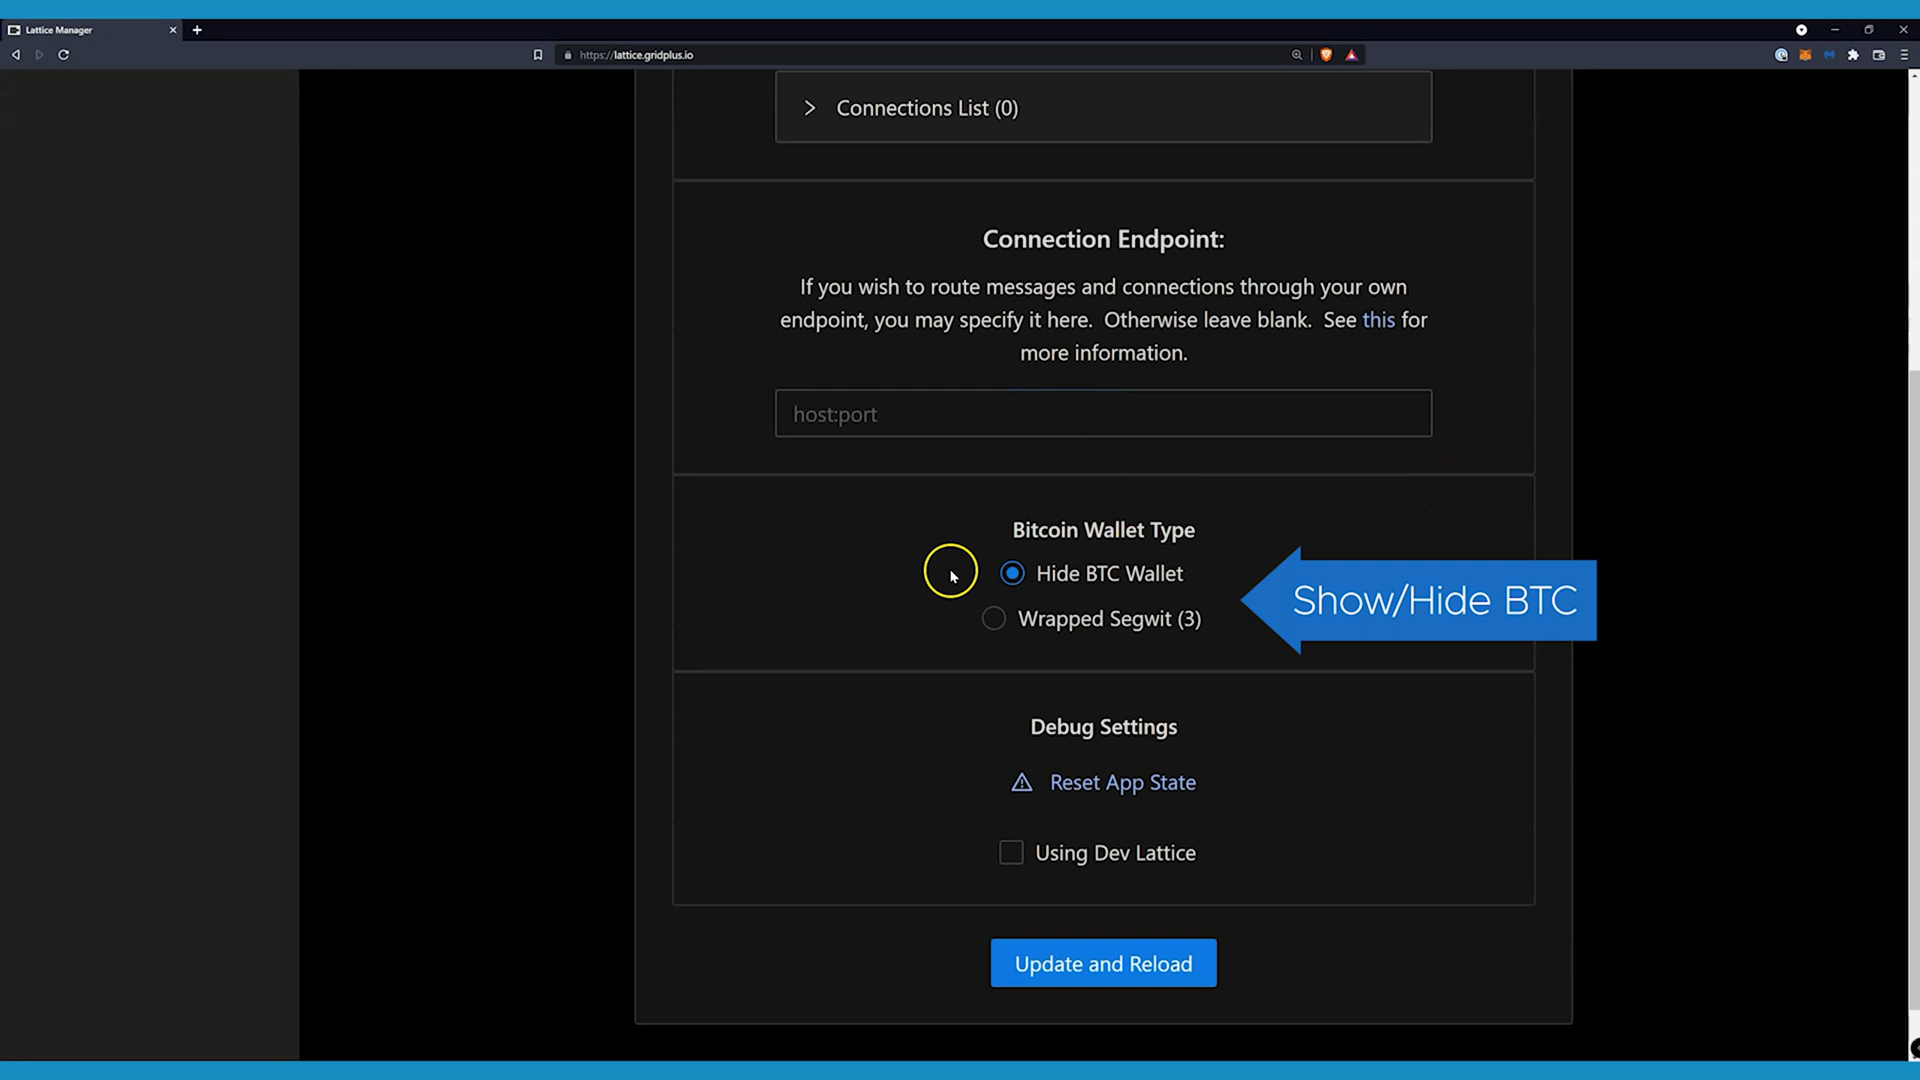 Lattice Manager
https://lattice.gridplus.io
Connections List (0)
Connection Endpoint:
If you wish to route messages and connections through your own
endpoint, you may specify it here. Otherwise leave blank. See this for
more information.
host:port
Bitcoin Wallet Type
Hide BTC Wallet
Wrapped Segwit (3)
Show/Hide BTC
Debug Settings
Reset App State
Using Dev Lattice
Update and Reload